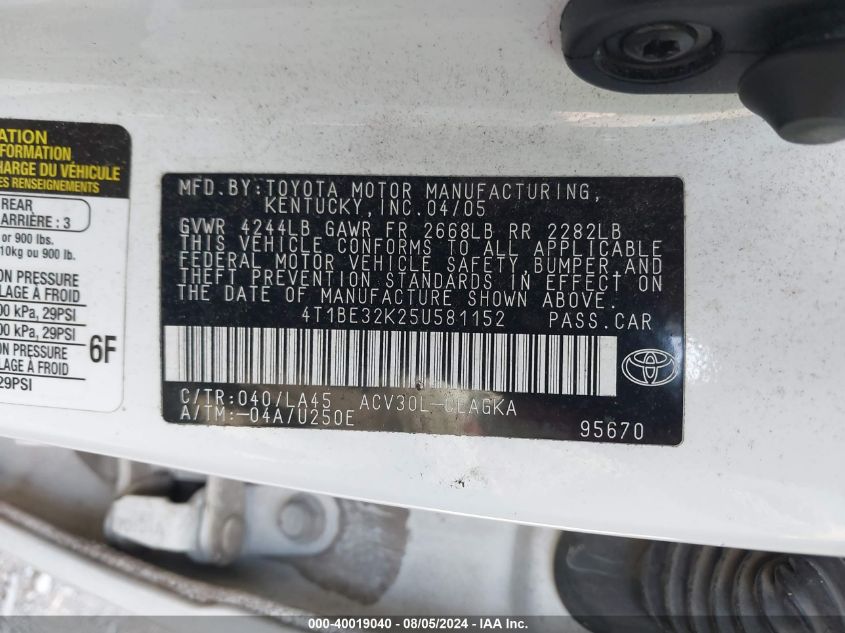 ATION
FORMATION
CHARGE DU VÉHICULE
ES RENSEIGNEMENTS
REAR
ARRIÈRE : 3
or 900 lbs.
10kg ou 900 lb.
ON PRESSURE
LAGE À FROID
00 kPa, 29PSI
00 kPa, 29PSI
ON PRESSURE
LAGE À FROID
29PSI
6F
MFD. BY: TOYOTA MOTOR MANUFACTURING,
KENTUCKY, INC. 04/05
GVWR 4244LB GAWR FR 2668LB RR 2282LB
THIS VEHICLE CONFORMS TO ALL APPLICABLE
FEDERAL MOTOR VEHICLE SAFETY, BUMPER, AND
THEFT PREVENTION STANDARDS IN EFFECT ON
THE DATE OF MANUFACTURE SHOWN ABOVE.
4T1BE32K25U581152 PASS. CAR
C/TR: 040/LA45 ACV30L-CEAGKA
A/TM: -04A/U250E
95670
000-40019040 - 08/05/2024 - IAA Inc.